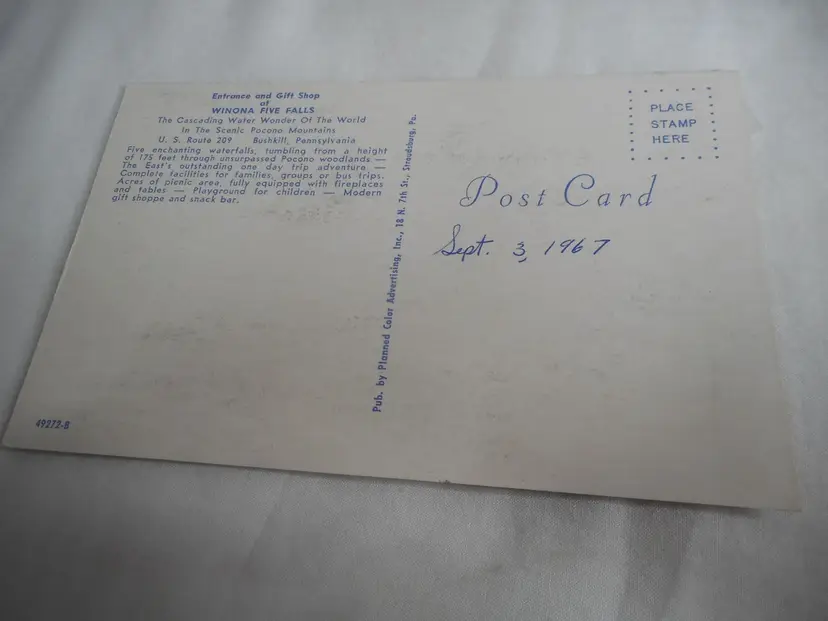 Entrance and Gift Shop
at
WINONA FIVE FALLS
The Cascading Water Wonder Of The World
In The Scenic Pocono Mountains
U. S. Route 209 Bushkill, Pennsylvania
Five enchanting waterfalls, tumbling from a height
of 175 feet through unsurpassed Pocono woodlands —
The East's outstanding one day trip adventure. —
Complete facilities for families, groups or bus trips.
Acres of picnic area, fully equipped with fireplaces
and tables — Playground for children — Modern
gift shoppe and snack bar.
49272-B
Pub. by Planned Color Advertising, Inc., 18 N. 7th St., Stroudsburg, Pa.
PLACE
STAMP
HERE
Post Card
Sept. 3, 1967